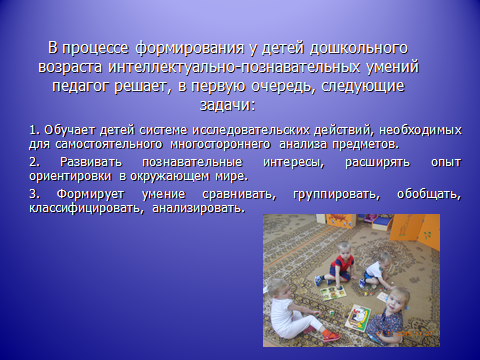 В процессе формирования у детей дошкольного
возраста интеллектуально-познавательных умений
педагог решает, в первую очередь, следующие
задачи:
1. Обучает детей системе исследовательских действий, необходимых
для самостоятельного многостороннего анализа предметов.
2. Развивать познавательные интересы, расширять опыт
ориентировки в окружающем мире.
3. Формирует умение сравнивать, группировать, обобщать,
классифицировать, анализировать.